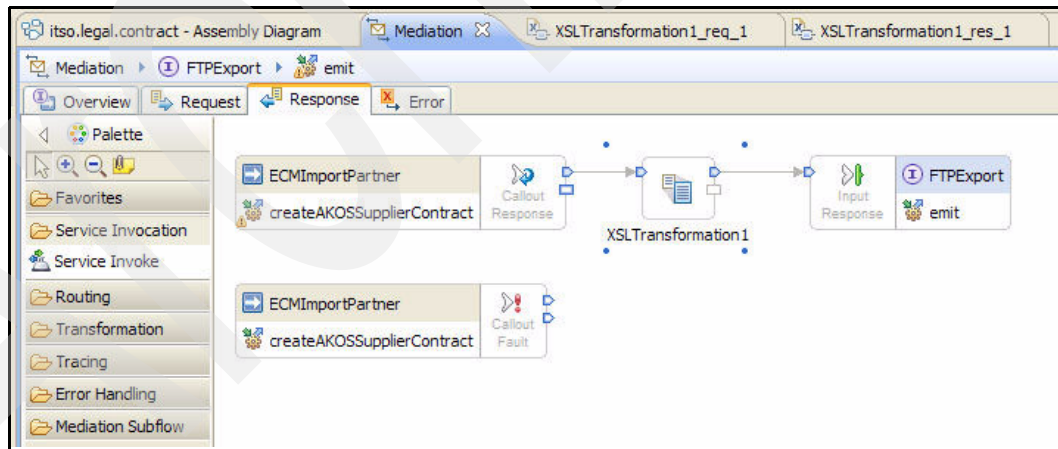 itso.legal.contract - Assembly Diagram Mediation XSLTransformation1_req_1 XSLTransformation1_res_1
Mediation FTPExport emit
Overview Request Response Error
Palette
Favorites
Service Invocation
Service Invoke
Routing
Transformation
Tracing
Error Handling
Mediation Subflow
ECMImportPartner
createAKOSSupplierContract
Callout
Response
XSLTransformation1
Input
Response
FTPExport
emit
ECMImportPartner
createAKOSSupplierContract
Callout
Fault